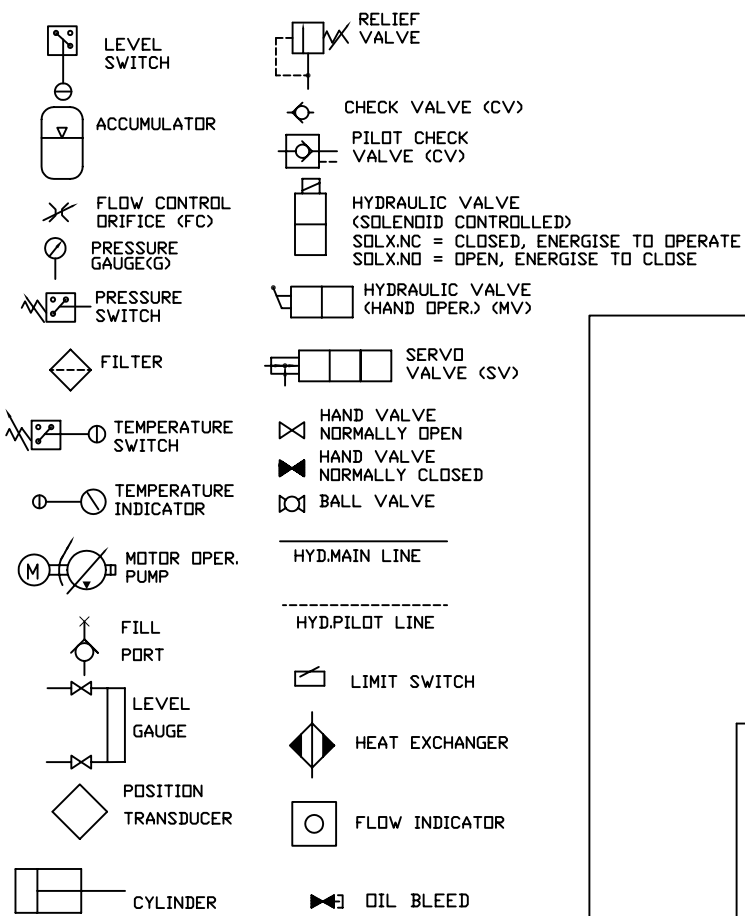 LEVEL
SWITCH
ACCUMULATOR
FLOW CONTROL
ORIFICE (FC)
PRESSURE
GAUGE(G)
PRESSURE
SWITCH
FILTER
TEMPERATURE
SWITCH
TEMPERATURE
INDICATOR
M
MOTOR OPER.
PUMP
FILL
PORT
LEVEL
GAUGE
POSITION
TRANSDUCER
CYLINDER
RELIEF
VALVE
CHECK VALVE (CV)
PILOT CHECK
VALVE (CV)
HYDRAULIC VALVE
(SOLENOID CONTROLLED)
SOLX.NC = CLOSED, ENERGISE TO OPERATE
SOLX.NO = OPEN, ENERGISE TO CLOSE
HYDRAULIC VALVE
(HAND OPER.) (MV)
SERVO
VALVE (SV)
HAND VALVE
NORMALLY OPEN
HAND VALVE
NORMALLY CLOSED
BALL VALVE
HYD.MAIN LINE
HYD.PILOT LINE
LIMIT SWITCH
HEAT EXCHANGER
FLOW INDICATOR
OIL BLEED